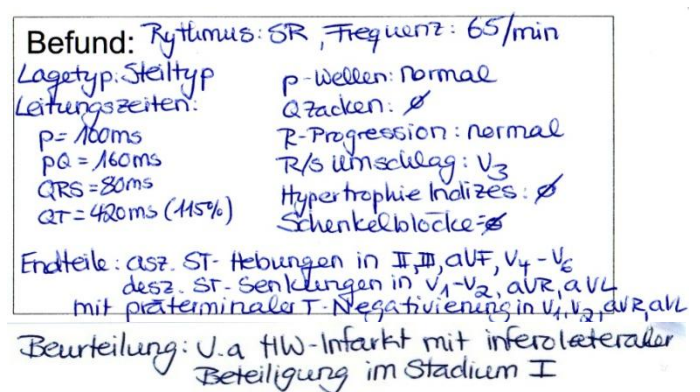 Befund: Rythmus: SR, Frequenz: 65/min
Lagetyp: Steiltyp
Leitungszeiten:
P = 100ms
PQ = 160ms
QRS = 80ms
QT = 420ms (115%)
p-Wellen: normal
Q Zacken: ø
R-Progression: normal
R/S Umschlag: V3
Hypertrophie Indizes: ø
Schenkelblöcke: ø
Endteile: asz. ST-Hebungen in II, III, aVF, V4-V6
desz. ST-Senkungen in V1-V2, aVR, aVL
mit präterminaler T-Negativierung in V1, V2, aVR, aVL
Beurteilung: V.a HW-Infarkt mit inferolateraler
Beteiligung im Stadium I